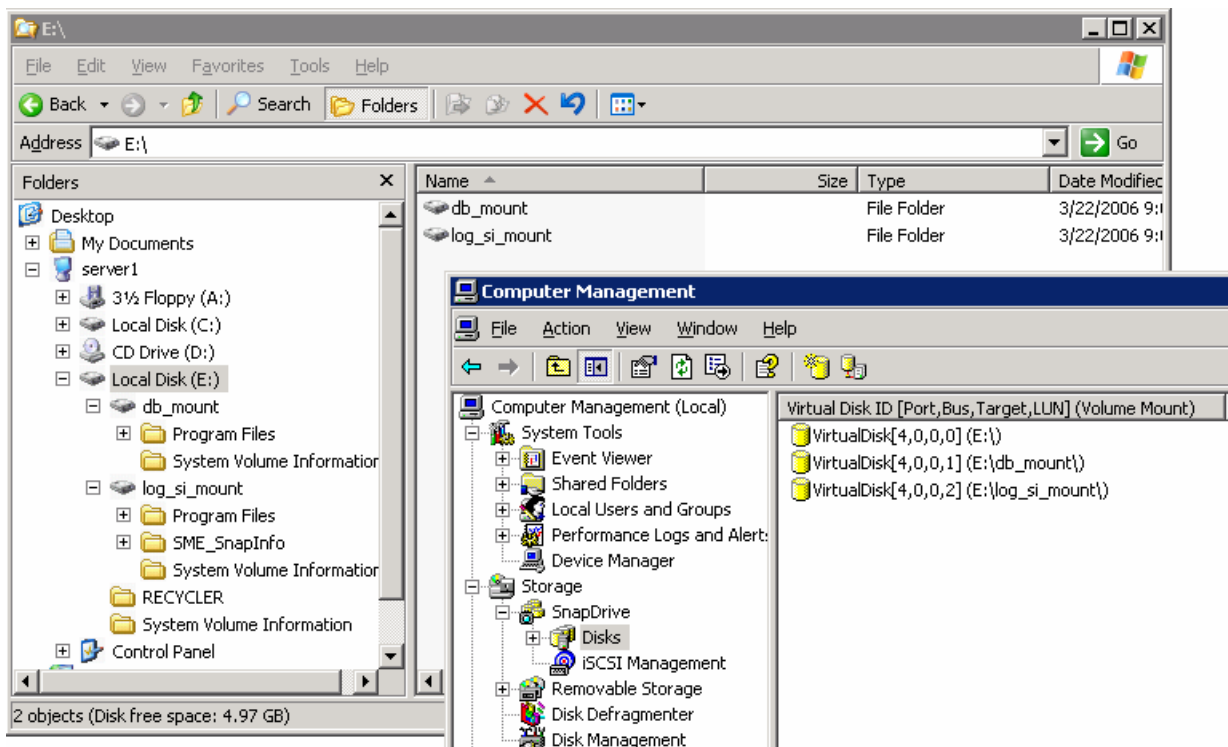 E:\
File Edit View Favorites Tools Help
Back Search Folders
Address E:\ Go
Folders
Name Size Type Date Modified
Desktop
My Documents
server1
3½ Floppy (A:)
Local Disk (C:)
CD Drive (D:)
Local Disk (E:)
db_mount
Program Files
System Volume Information
log_si_mount
Program Files
SME_SnapInfo
System Volume Information
RECYCLER
System Volume Information
Control Panel
2 objects (Disk free space: 4.97 GB)
db_mount File Folder 3/22/2006 9:
log_si_mount File Folder 3/22/2006 9:
Computer Management
File Action View Window Help
Computer Management (Local)
System Tools
Event Viewer
Shared Folders
Local Users and Groups
Performance Logs and Alert
Device Manager
Storage
SnapDrive
Disks
iSCSI Management
Removable Storage
Disk Defragmenter
Disk Management
Virtual Disk ID [Port,Bus,Target,LUN] (Volume Mount)
VirtualDisk[4,0,0,0] (E:\)
VirtualDisk[4,0,0,1] (E:\db_mount\)
VirtualDisk[4,0,0,2] (E:\log_si_mount\)